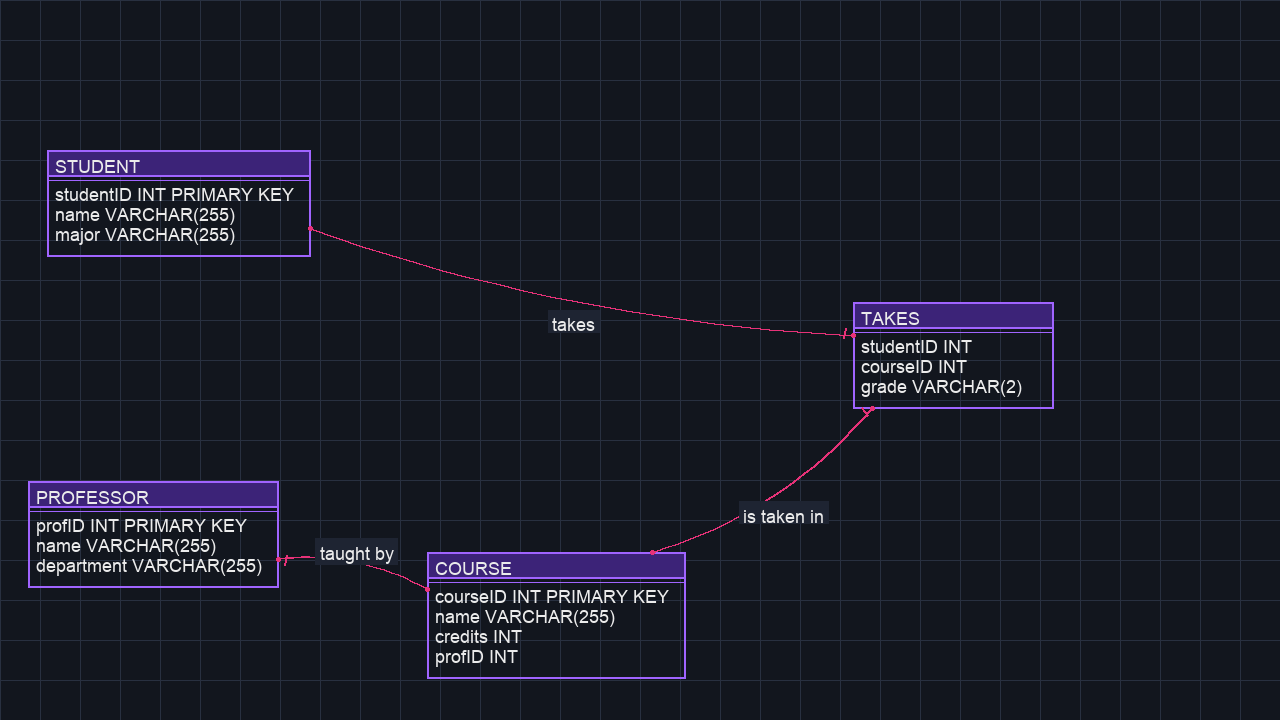 STUDENT
studentID INT PRIMARY KEY
name VARCHAR(255)
major VARCHAR(255)
takes
TAKES
studentID INT
courseID INT
grade VARCHAR(2)
is taken in
PROFESSOR
profID INT PRIMARY KEY
name VARCHAR(255)
department VARCHAR(255)
taught by
COURSE
courseID INT PRIMARY KEY
name VARCHAR(255)
credits INT
profID INT